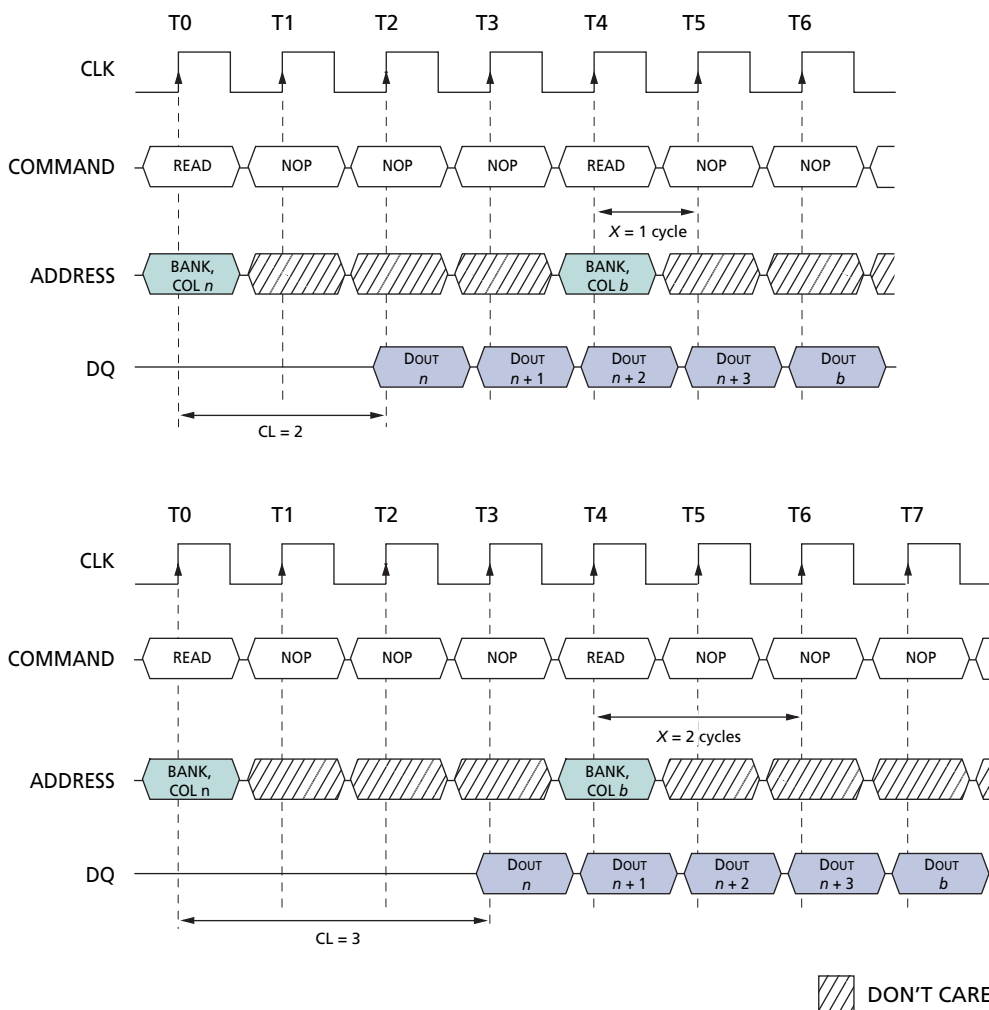 T0 T1 T2 T3 T4 T5 T6
CLK
COMMAND READ NOP NOP NOP READ NOP NOP
X = 1 cycle
ADDRESS BANK, COL n BANK, COL b
DQ DOUT n DOUT n + 1 DOUT n + 2 DOUT n + 3 DOUT b
CL = 2
T0 T1 T2 T3 T4 T5 T6 T7
CLK
COMMAND READ NOP NOP NOP READ NOP NOP NOP
X = 2 cycles
ADDRESS BANK, COL n BANK, COL b
DQ DOUT n DOUT n + 1 DOUT n + 2 DOUT n + 3 DOUT b
CL = 3
DON'T CARE